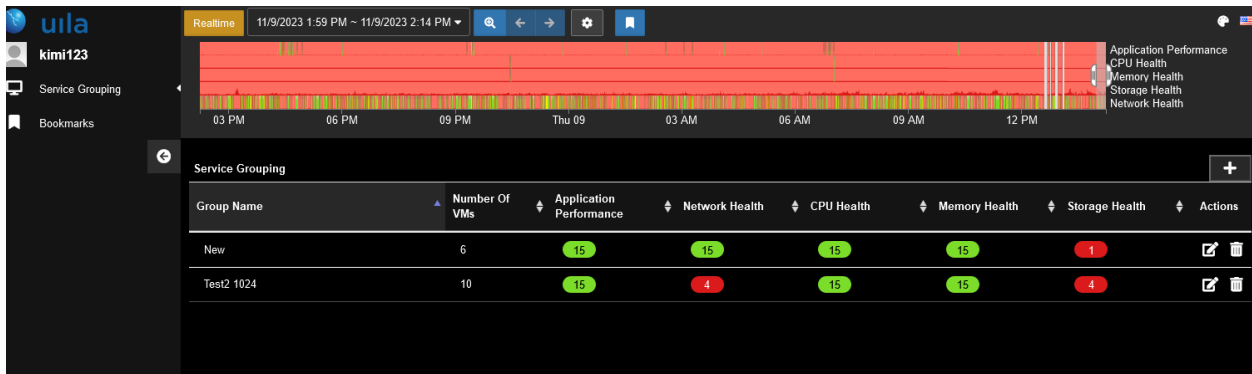 uıla
Realtime 11/9/2023 1:59 PM ~ 11/9/2023 2:14 PM
kimi123
Service Grouping
Bookmarks
Application Performance
CPU Health
Memory Health
Storage Health
Network Health
03 PM 06 PM 09 PM Thu 09 03 AM 06 AM 09 AM 12 PM
Service Grouping
Group Name Number Of VMs Application Performance Network Health CPU Health Memory Health Storage Health Actions
New 6 15 15 15 15 1
Test2 1024 10 15 4 15 15 4